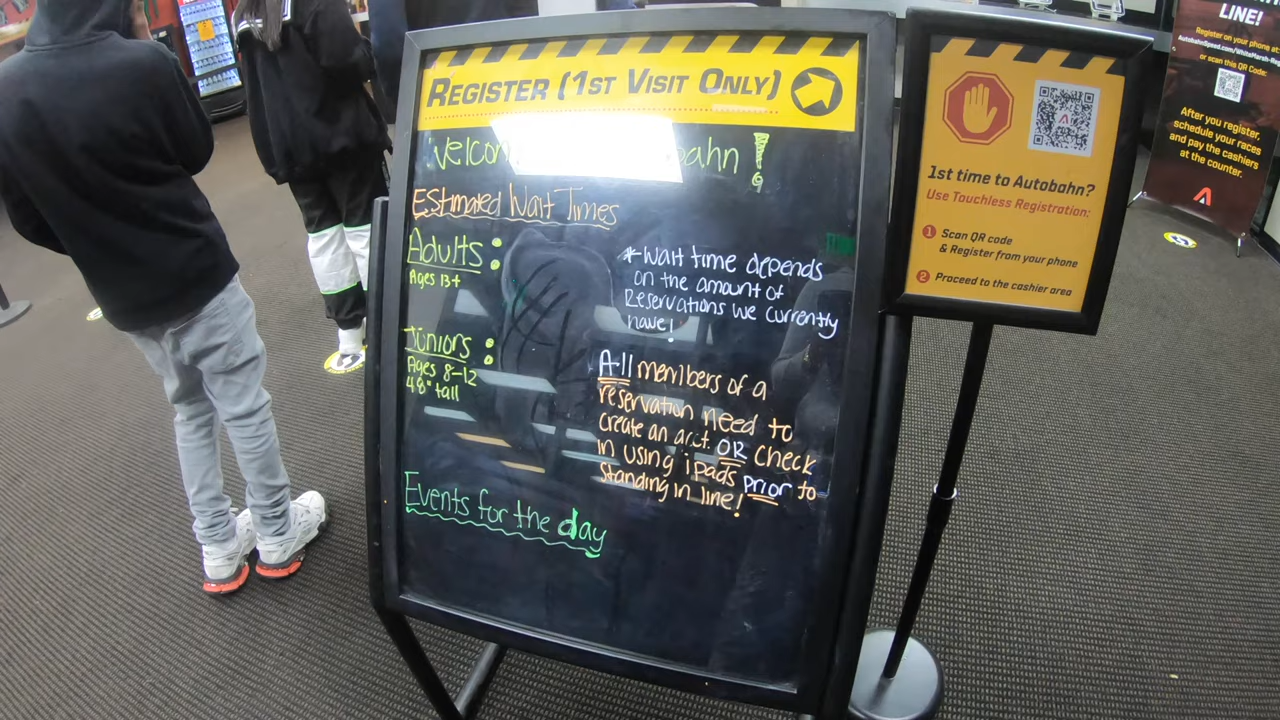 REGISTER (1ST VISIT ONLY)
bahn!
Estimated Wait Times
Adults:
Ages 13+
Juniors:
Ages 8-12
48" tall
Events for the day
*Wait time depends
on the amount of
Reservations we currently
have!
All members of a
reservation need to
create an acct. OR check
in using ipads prior to
standing in line!
1st time to Autobahn?
Use Touchless Registration:
1 Scan QR code
& Register from your phone
2 Proceed to the cashier area
LINE!
Register on your phone at
or scan this QR Code:
After you register,
schedule your races
and pay the cashiers
at the counter.